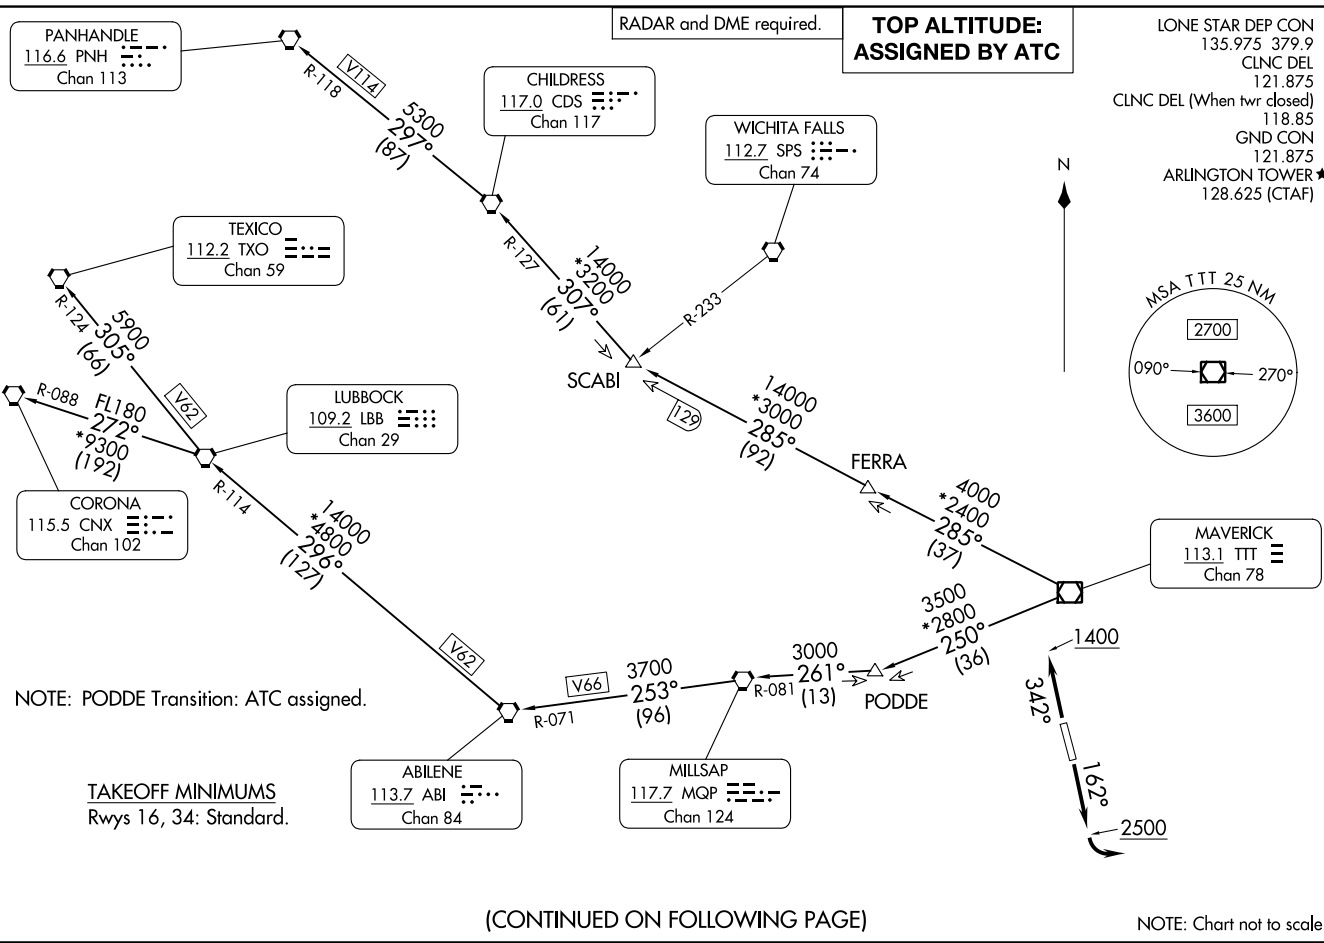 RADAR and DME required.
TOP ALTITUDE:
ASSIGNED BY ATC
LONE STAR DEP CON
135.975 379.9
CLNC DEL
121.875
CLNC DEL (When twr closed)
118.85
GND CON
121.875
ARLINGTON TOWER ★
128.625 (CTAF)
PANHANDLE
116.6 PNH
Chan 113
R-118
V114
5300
297°
(87)
CHILDRESS
117.0 CDS
Chan 117
WICHITA FALLS
112.7 SPS
Chan 74
N
R-127
14000
*3200
307°
(61)
R-233
SCABI
129
TEXICO
112.2 TXO
Chan 59
R-124
5900
305°
(66)
V62
R-088
FL180
272°
*9300
(192)
LUBBOCK
109.2 LBB
Chan 29
CORONA
115.5 CNX
Chan 102
R-114
14000
*4800
296°
(127)
V62
14000
*3000
285°
(92)
FERRA
4000
*2400
285°
(37)
MSA TTT 25 NM
2700
090°
270°
3600
MAVERICK
113.1 TTT
Chan 78
3500
*2800
250°
(36)
PODDE
3000
261°
(13)
R-081
3700
V66
253°
(96)
R-071
ABILENE
113.7 ABI
Chan 84
MILLSAP
117.7 MQP
Chan 124
1400
342°
162°
2500
NOTE: PODDE Transition: ATC assigned.
TAKEOFF MINIMUMS
Rwys 16, 34: Standard.
(CONTINUED ON FOLLOWING PAGE)
NOTE: Chart not to scale